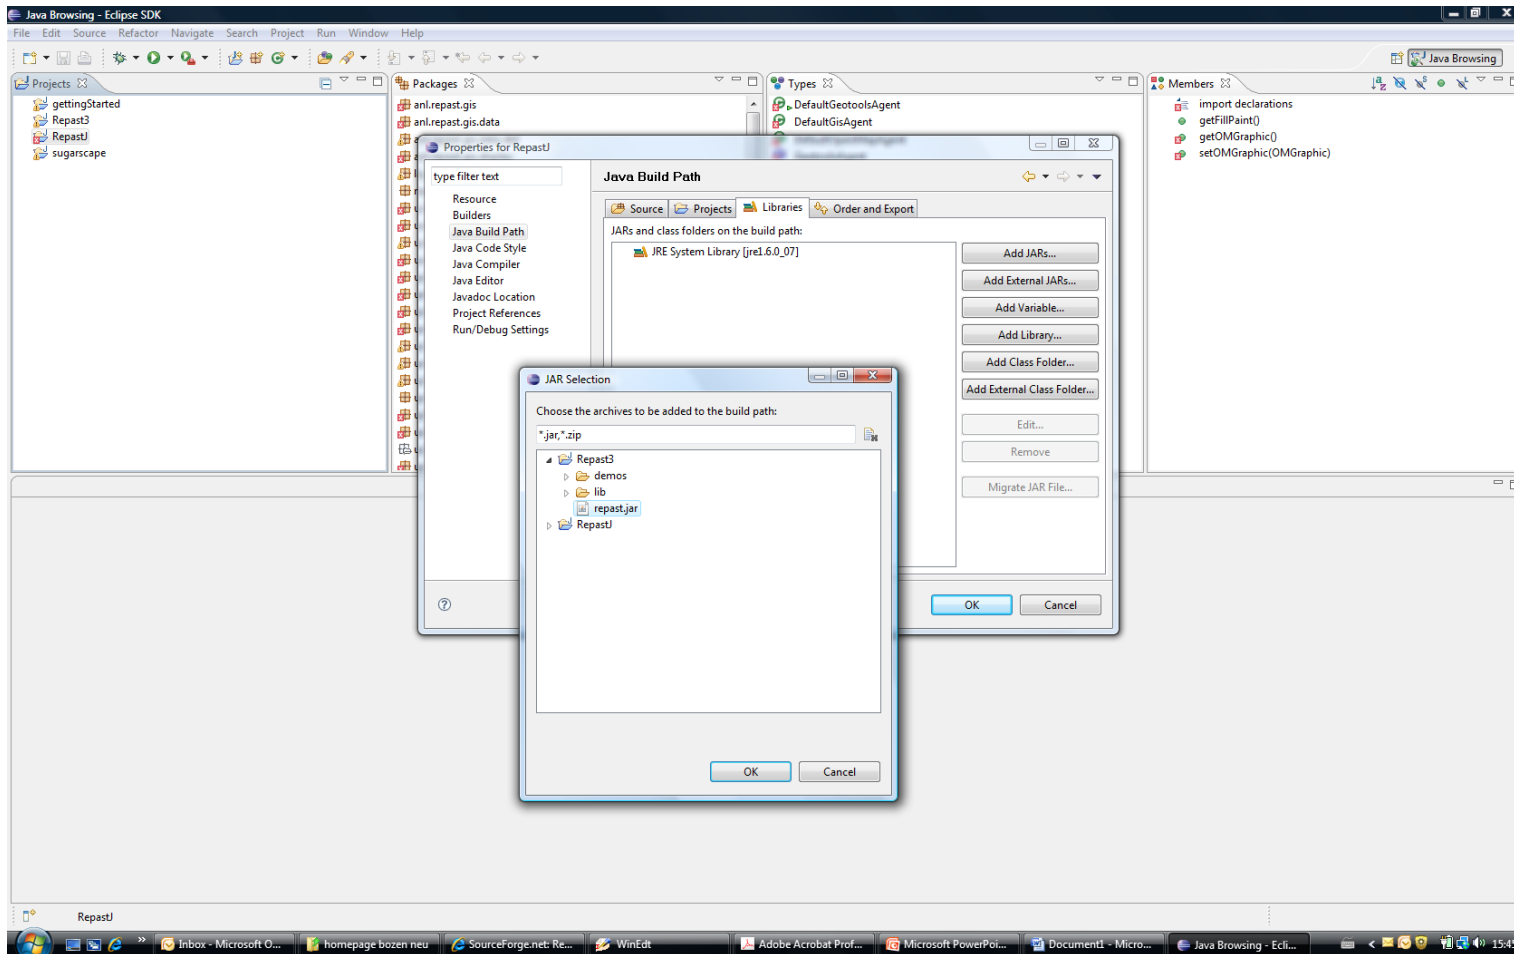 Java Browsing - Eclipse SDK
File Edit Source Refactor Navigate Search Project Run Window Help
Java Browsing
Projects
gettingStarted
Repast3
RepastJ
sugarscape
Packages
anl.repast.gis
anl.repast.gis.data
Types
DefaultGeotoolsAgent
DefaultGisAgent
Members
import declarations
getFillPaint()
getOMGraphic()
setOMGraphic(OMGraphic)
Properties for RepastJ
type filter text
Resource
Builders
Java Build Path
Java Code Style
Java Compiler
Java Editor
Javadoc Location
Project References
Run/Debug Settings
Java Build Path
Source Projects Libraries Order and Export
JARs and class folders on the build path:
JRE System Library [jre1.6.0_07]
Add JARs...
Add External JARs...
Add Variable...
Add Library...
Add Class Folder...
Add External Class Folder...
Edit...
Remove
Migrate JAR File...
OK Cancel
JAR Selection
Choose the archives to be added to the build path:
*.jar,*.zip
Repast3
demos
lib
repast.jar
RepastJ
OK Cancel
RepastJ
Inbox - Microsoft O... homepage bozen neu SourceForge.net: Re... WinEdt Adobe Acrobat Prof... Microsoft PowerPoi... Document1 - Micro... Java Browsing - Ecli... 15:45